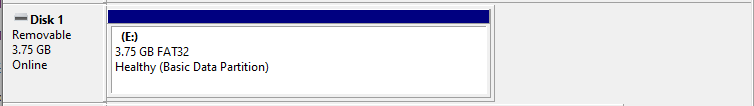 Disk 1
Removable
3.75 GB
Online
(E:)
3.75 GB FAT32
Healthy (Basic Data Partition)